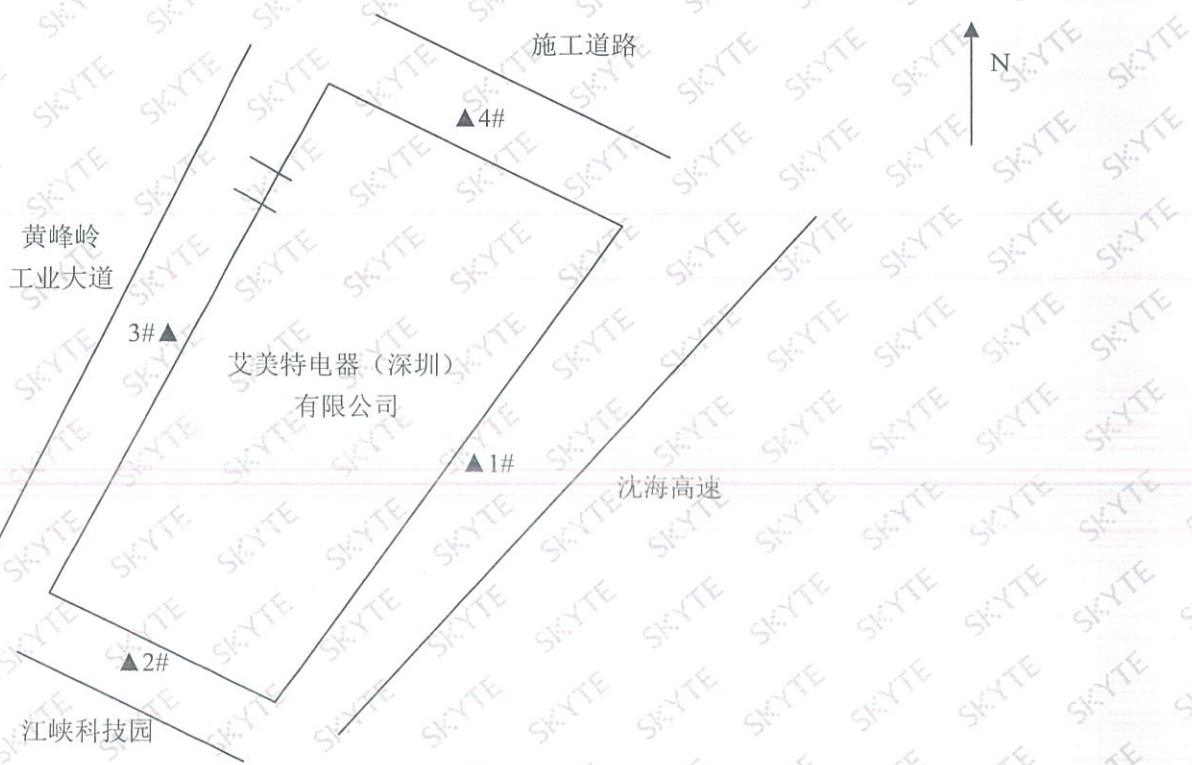 施工道路
N
▲4#
黄峰岭
工业大道
3#▲
艾美特电器（深圳）
有限公司
▲1#
沈海高速
▲2#
江峡科技园
SKYTE